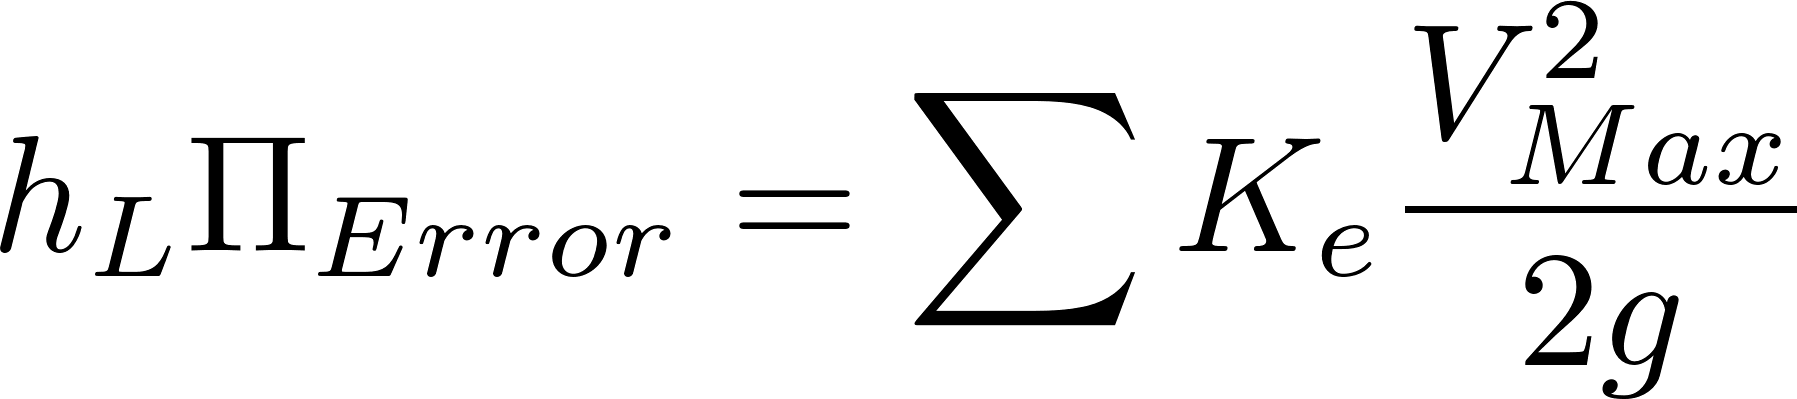 h_L Π_{Error} = ∑ K_e \frac{V_{Max}^2}{2g}